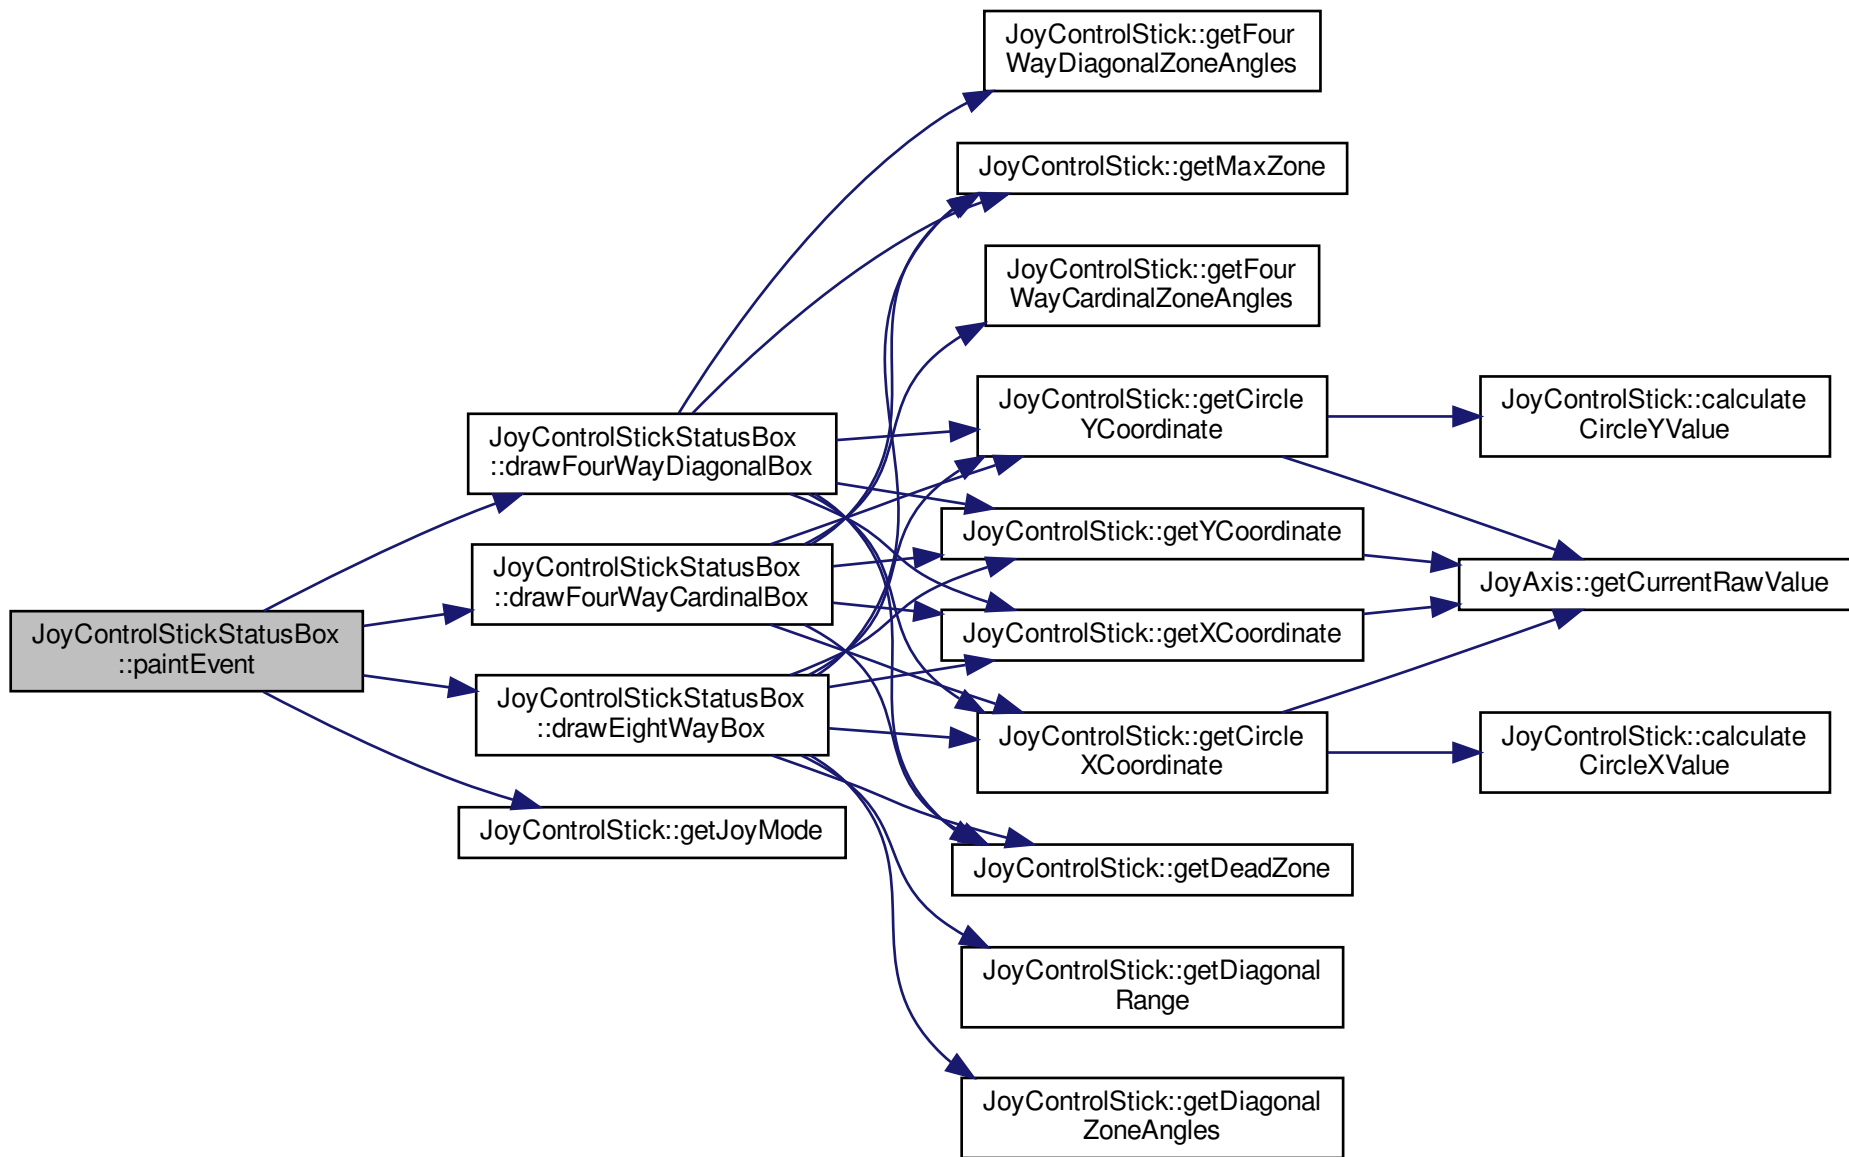 JoyControlStickStatusBox
::paintEvent
JoyControlStickStatusBox
::drawFourWayDiagonalBox
JoyControlStickStatusBox
::drawFourWayCardinalBox
JoyControlStickStatusBox
::drawEightWayBox
JoyControlStick::getJoyMode
JoyControlStick::getFour
WayDiagonalZoneAngles
JoyControlStick::getMaxZone
JoyControlStick::getFour
WayCardinalZoneAngles
JoyControlStick::getCircle
YCoordinate
JoyControlStick::getYCoordinate
JoyControlStick::getXCoordinate
JoyControlStick::getCircle
XCoordinate
JoyControlStick::getDeadZone
JoyControlStick::getDiagonal
Range
JoyControlStick::getDiagonal
ZoneAngles
JoyControlStick::calculate
CircleYValue
JoyAxis::getCurrentRawValue
JoyControlStick::calculate
CircleXValue